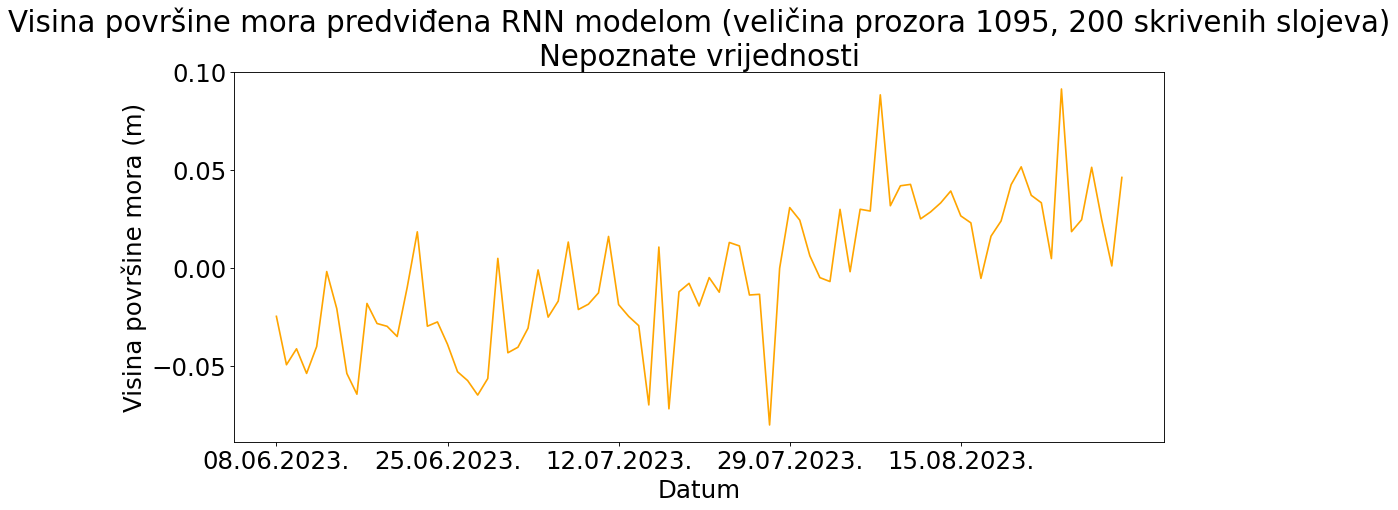 Visina površine mora predviđena RNN modelom (veličina prozora 1095, 200 skrivenih slojeva)
Nepoznate vrijednosti
Visina površine mora (m)
0.10
0.05
0.00
−0.05
08.06.2023. 25.06.2023. 12.07.2023. 29.07.2023. 15.08.2023.
Datum